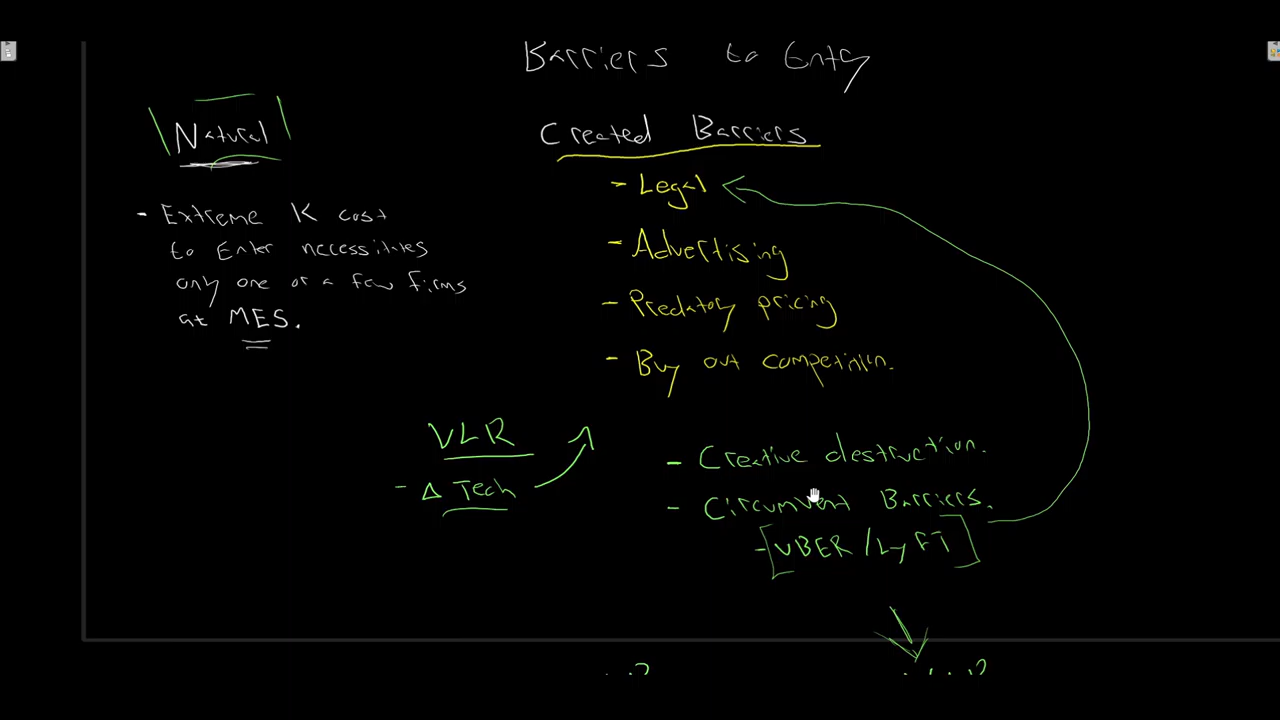 Barriers to Entry
Natural
- Extreme K cost
to Enter necessitates
only one or a few firms
at MES.
Created Barriers
- Legal
- Advertising
- Predatory pricing
- Buy out competition.
VLR
- Δ Tech
- Creative destruction.
- Circumvent Barriers.
- [UBER/LyFT]